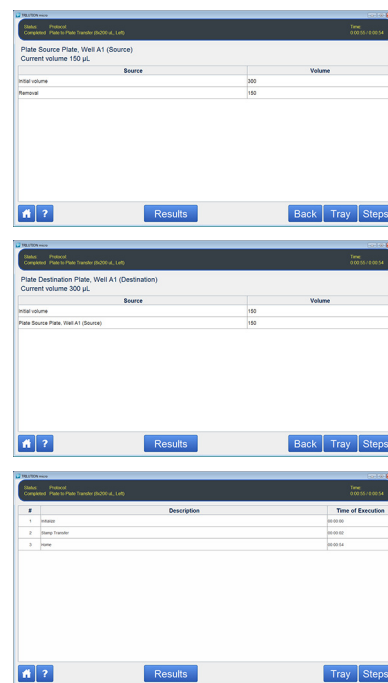 TRILUTION micro
Status: Protocol: Time:
Completed Plate to Plate Transfer (8x200 uL, Left) 0:00:55 / 0:00:54
Plate Source Plate, Well A1 (Source)
Current volume 150 µL
Source Volume
Initial volume 300
Removal 150
? Results Back Tray Steps
TRILUTION micro
Status: Protocol: Time:
Completed Plate to Plate Transfer (8x200 uL, Left) 0:00:55 / 0:00:54
Plate Destination Plate, Well A1 (Destination)
Current volume 300 µL
Source Volume
Initial volume 150
Plate Source Plate, Well A1 (Source) 150
? Results Back Tray Steps
TRILUTION micro
Status: Protocol: Time:
Completed Plate to Plate Transfer (8x200 uL, Left) 0:00:55 / 0:00:54
# Description Time of Execution
1 Initialize 00:00:00
2 Stamp Transfer 00:00:02
3 Home 00:00:54
? Results Tray Steps